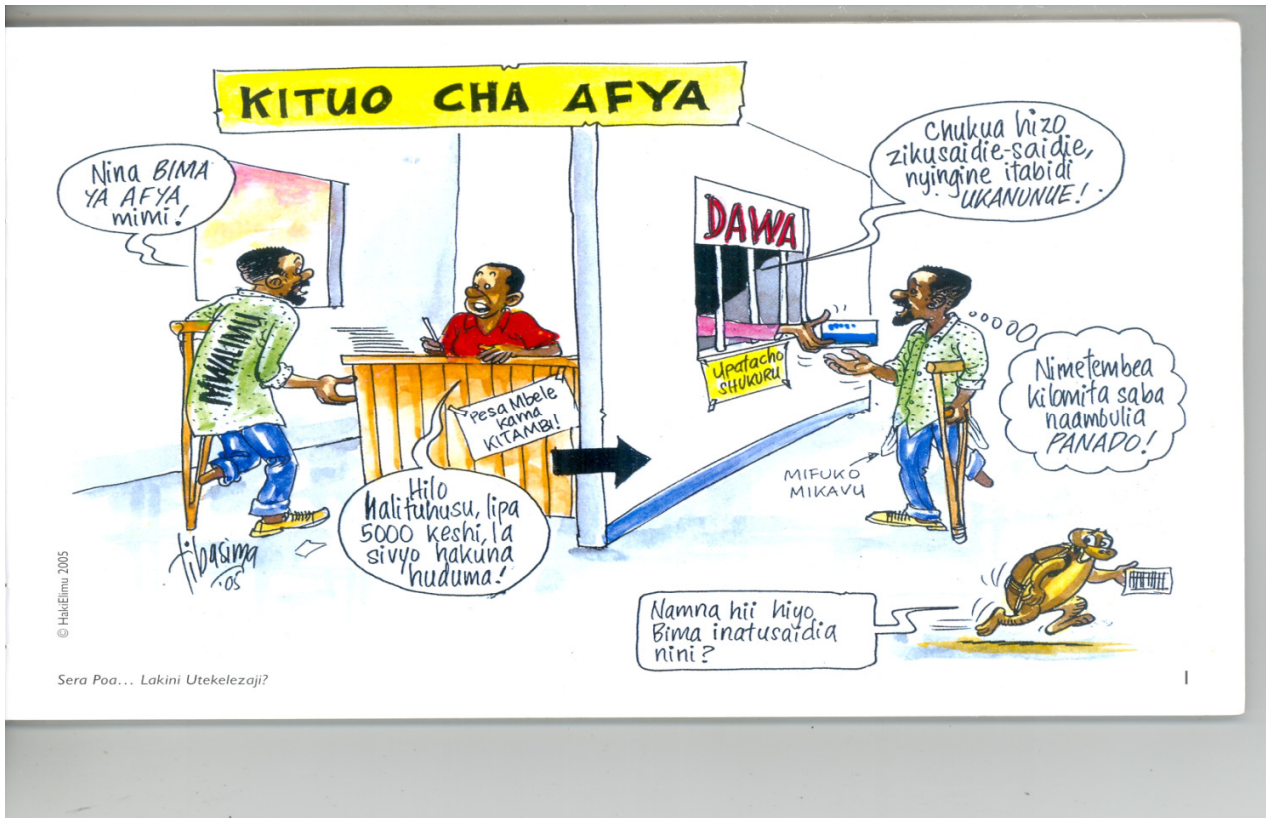 KITUO CHA AFYA
Nina BIMA
YA AFYA
mimi!
MWALIMU
Pesa Mbele
kama
KITAMBI!
Hilo
halituhusu, lipa
5000 keshi, la
sivyo hakuna
huduma!
Chukua hizo
zikusaidie-saidie,
nyingine itabidi
UKANUNUE!
DAWA
Upatacho
SHUKURU
Nimetembea
kilomita saba
naambulia
PANADO!
MIFUKO
MIKAVU
Namna hii hiyo
Bima inatusaidia
nini?
tibasima
'05
© HakiElimu 2005
Sera Poa... Lakini Utekelezaji?
1